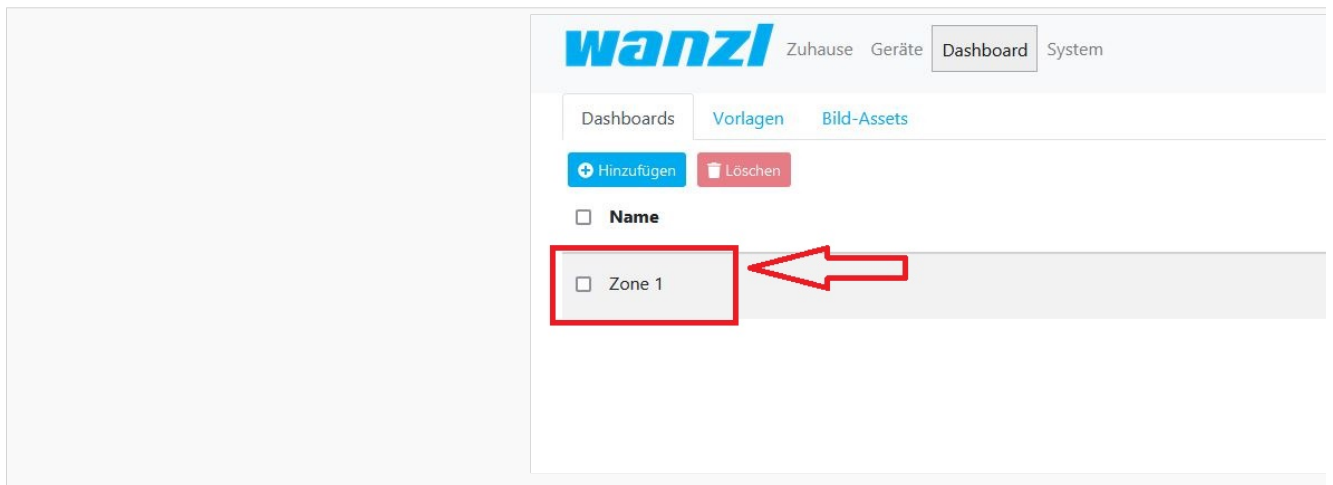 wanzl Zuhause Geräte Dashboard System
Dashboards Vorlagen Bild-Assets
Hinzufügen Löschen
Name
Zone 1